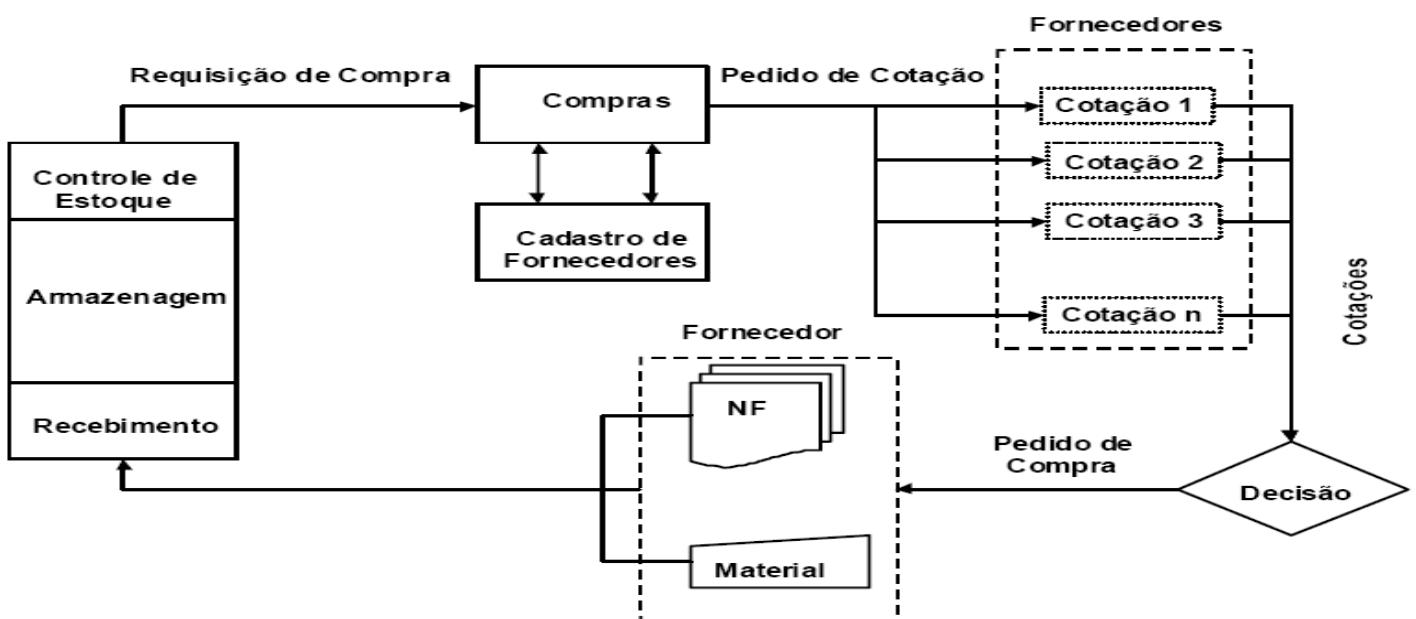 Fornecedores
Requisição de Compra
Compras
Pedido de Cotação
Cotação 1
Cotação 2
Cotação 3
Cotação n
Controle de
Estoque
Armazenagem
Recebimento
Cadastro de
Fornecedores
Cotações
Fornecedor
NF
Material
Pedido de
Compra
Decisão